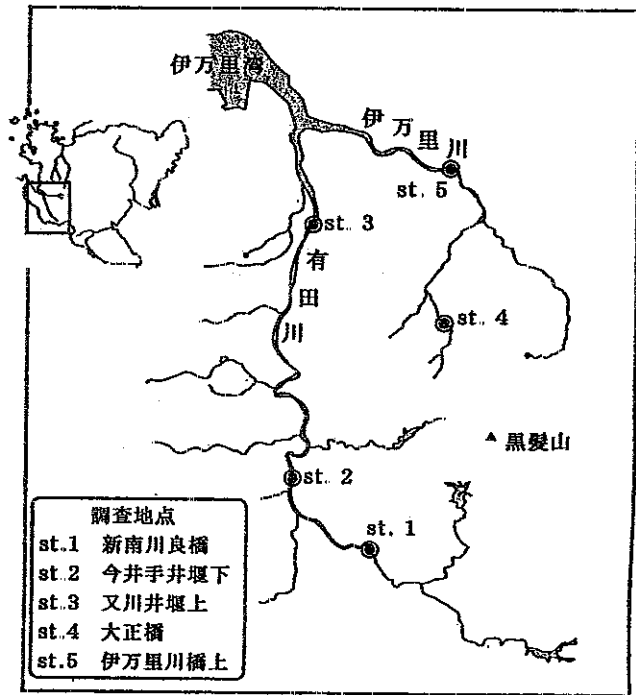 伊万里湾
伊万里川
st. 5
st. 3
有田川
st. 4
黒髪山
st. 2
st. 1
調査地点
st.1 新南川良橋
st.2 今井手井堰下
st.3 又川井堰上
st.4 大正橋
st.5 伊万里川橋上